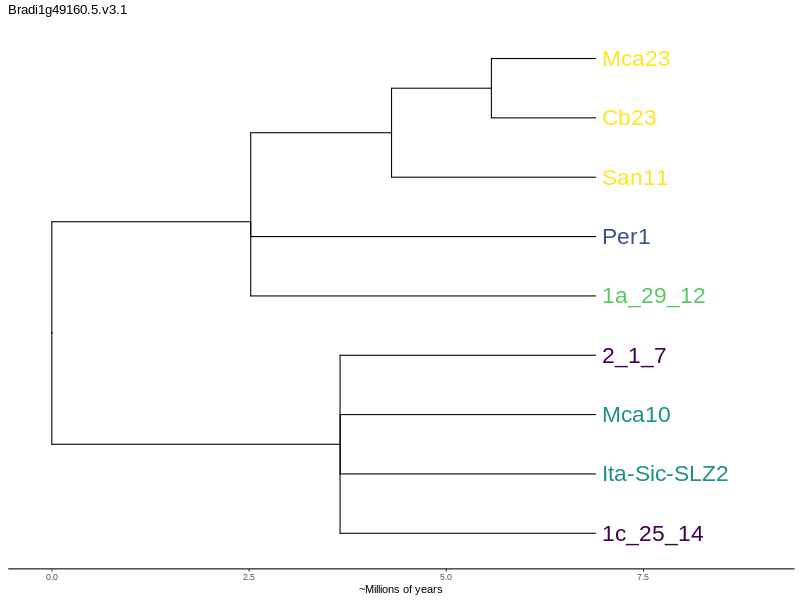 Bradi1g49160.5.v3.1
Mca23
Cb23
San11
Per1
1a_29_12
2_1_7
Mca10
Ita-Sic-SLZ2
1c_25_14
0.0 2.5 5.0 7.5
~Millions of years